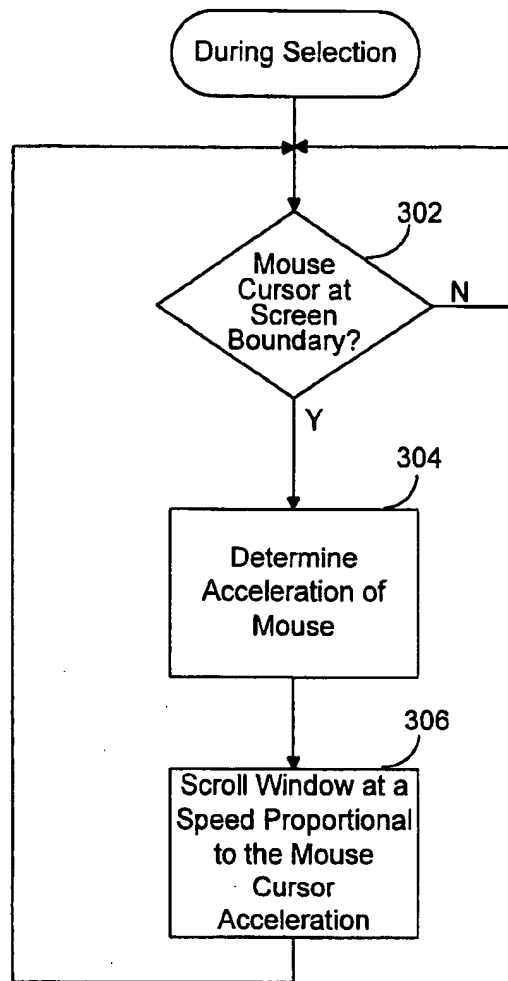 During Selection
302
Mouse
Cursor at
Screen
Boundary?
N
Y
304
Determine
Acceleration of
Mouse
306
Scroll Window at a
Speed Proportional
to the Mouse
Cursor
Acceleration